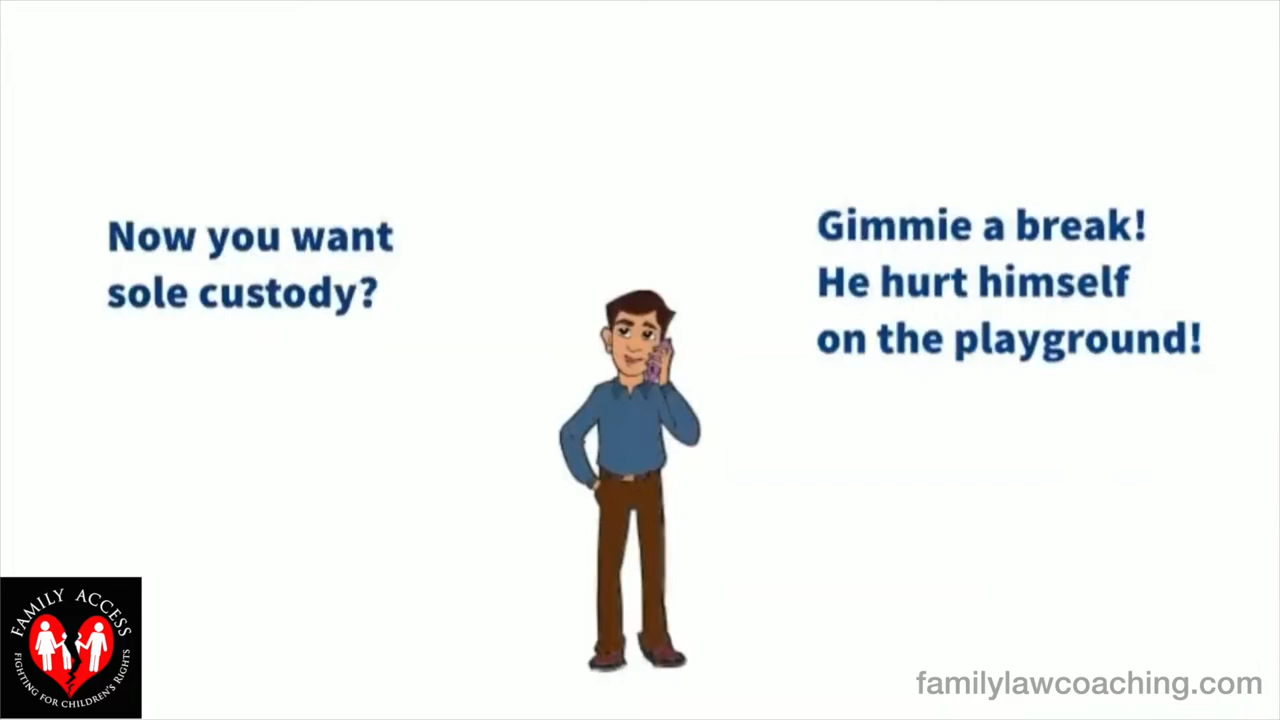 Now you want
sole custody?
Gimmie a break!
He hurt himself
on the playground!
FAMILY ACCESS
FIGHTING FOR CHILDREN'S RIGHTS
familylawcoaching.com